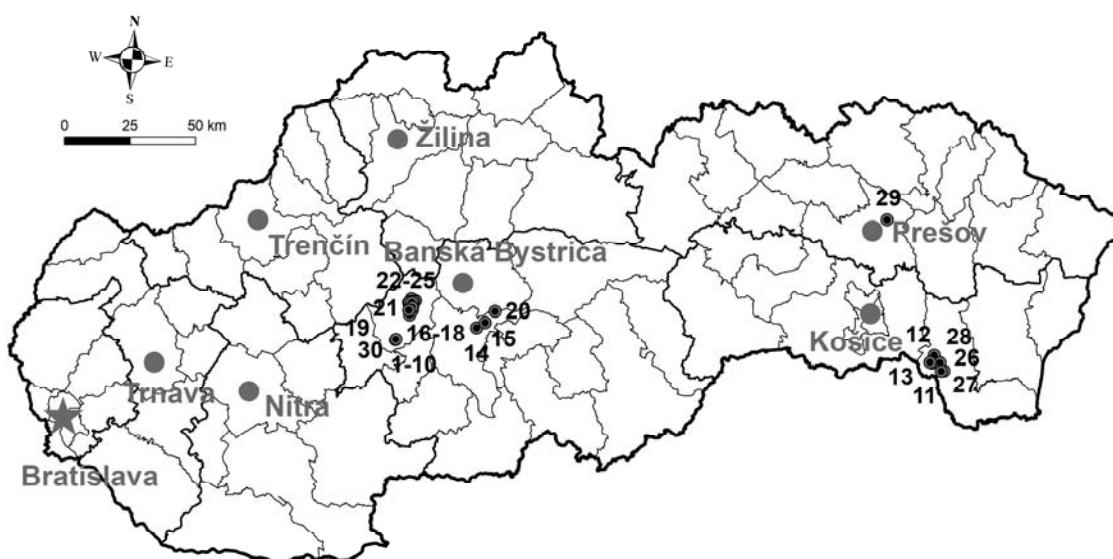 N
W E
S
0 25 50 km
Žilina
29
Prešov
Trenčín
Banská Bystrica
22-25
21
20
19
16-18
15
14
30
1-10
Košice
12
28
26
13
11
27
Trnava
Nitra
Bratislava